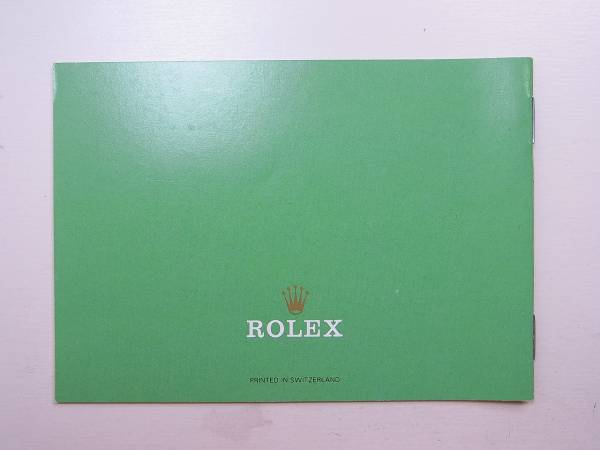 ROLEX
PRINTED IN SWITZERLAND